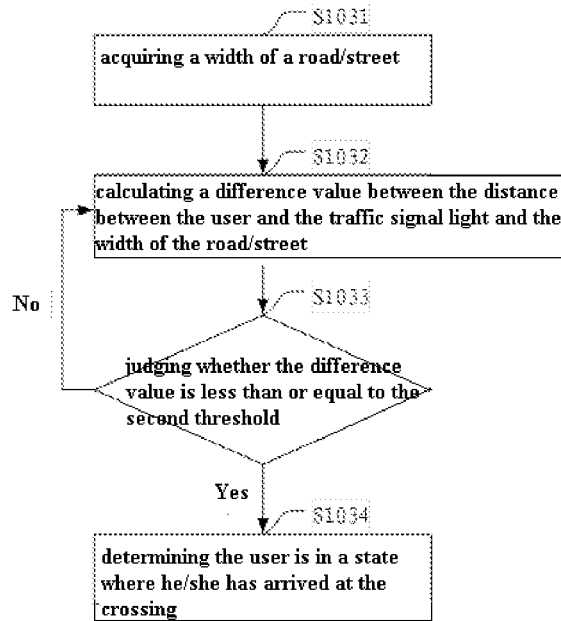 S1031
acquiring a width of a road/street
S1032
calculating a difference value between the distance
between the user and the traffic signal light and the
width of the road/street
S1033
No
judging whether the difference
value is less than or equal to the
second threshold
Yes
S1034
determining the user is in a state
where he/she has arrived at the
crossing